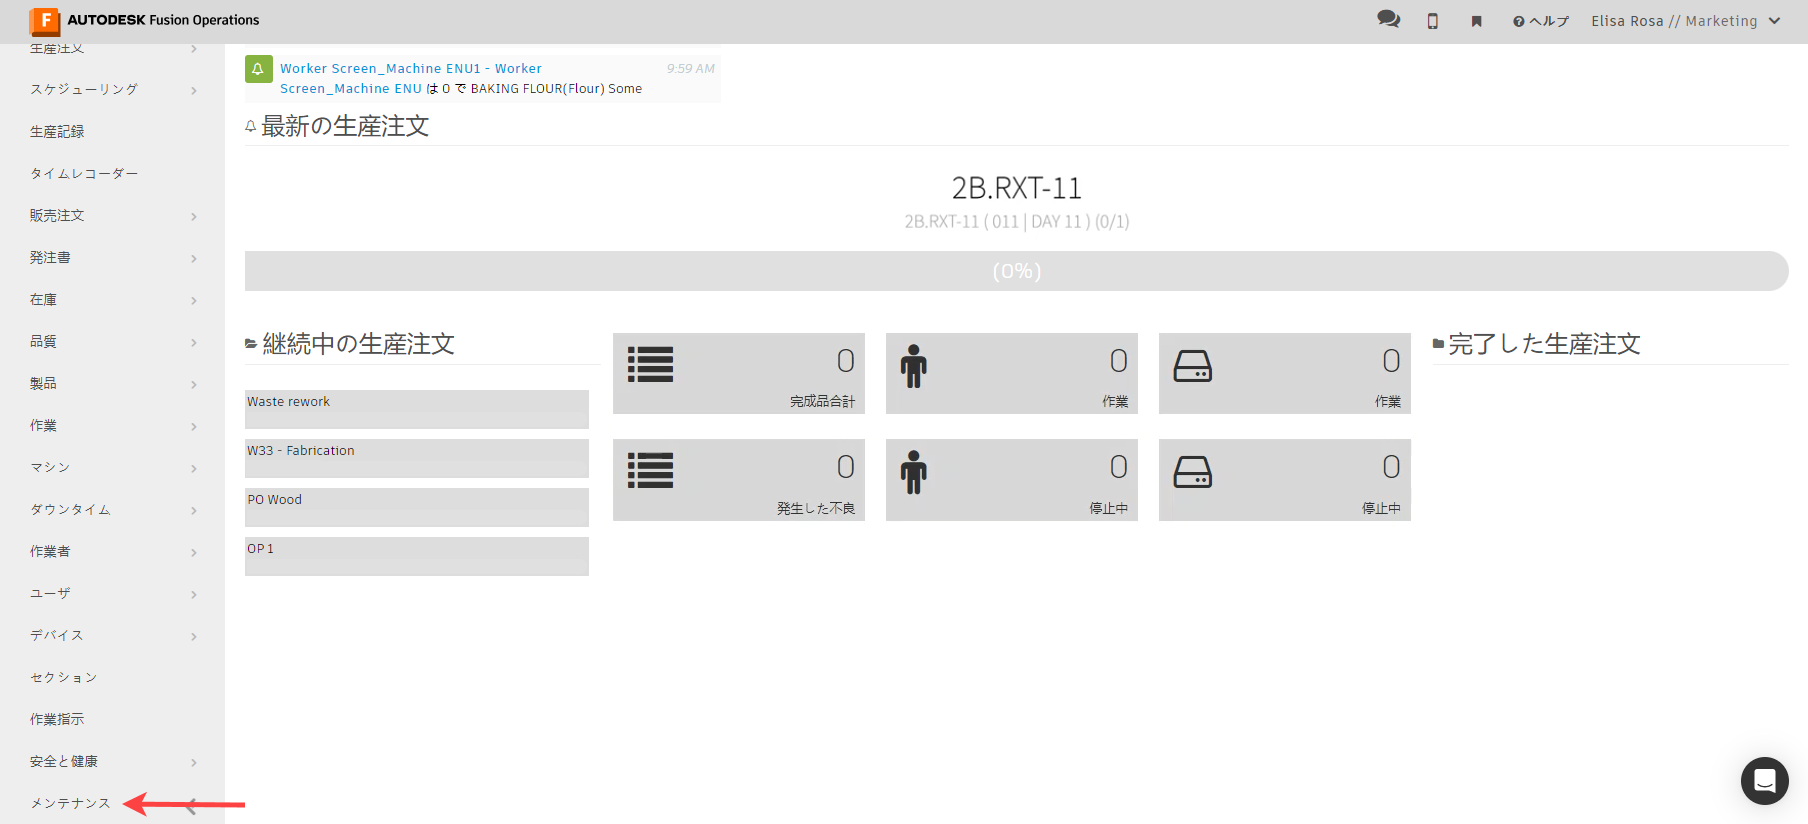 AUTODESK Fusion Operations
ヘルプ
Elisa Rosa // Marketing
生産注文
スケジューリング
生産記録
タイムレコーダー
販売注文
発注書
在庫
品質
製品
作業
マシン
ダウンタイム
作業者
ユーザ
デバイス
セクション
作業指示
安全と健康
メンテナンス
Worker Screen_Machine ENU1 - Worker 9:59 AM
Screen_Machine ENU は 0 で BAKING FLOUR(Flour) Some
最新の生産注文
2B.RXT-11
2B.RXT-11 ( 011 | DAY 11 ) (0/1)
(0%)
継続中の生産注文
Waste rework
W33 - Fabrication
PO Wood
OP 1
0
完成品合計
0
作業
0
作業
0
発生した不良
0
停止中
0
停止中
完了した生産注文